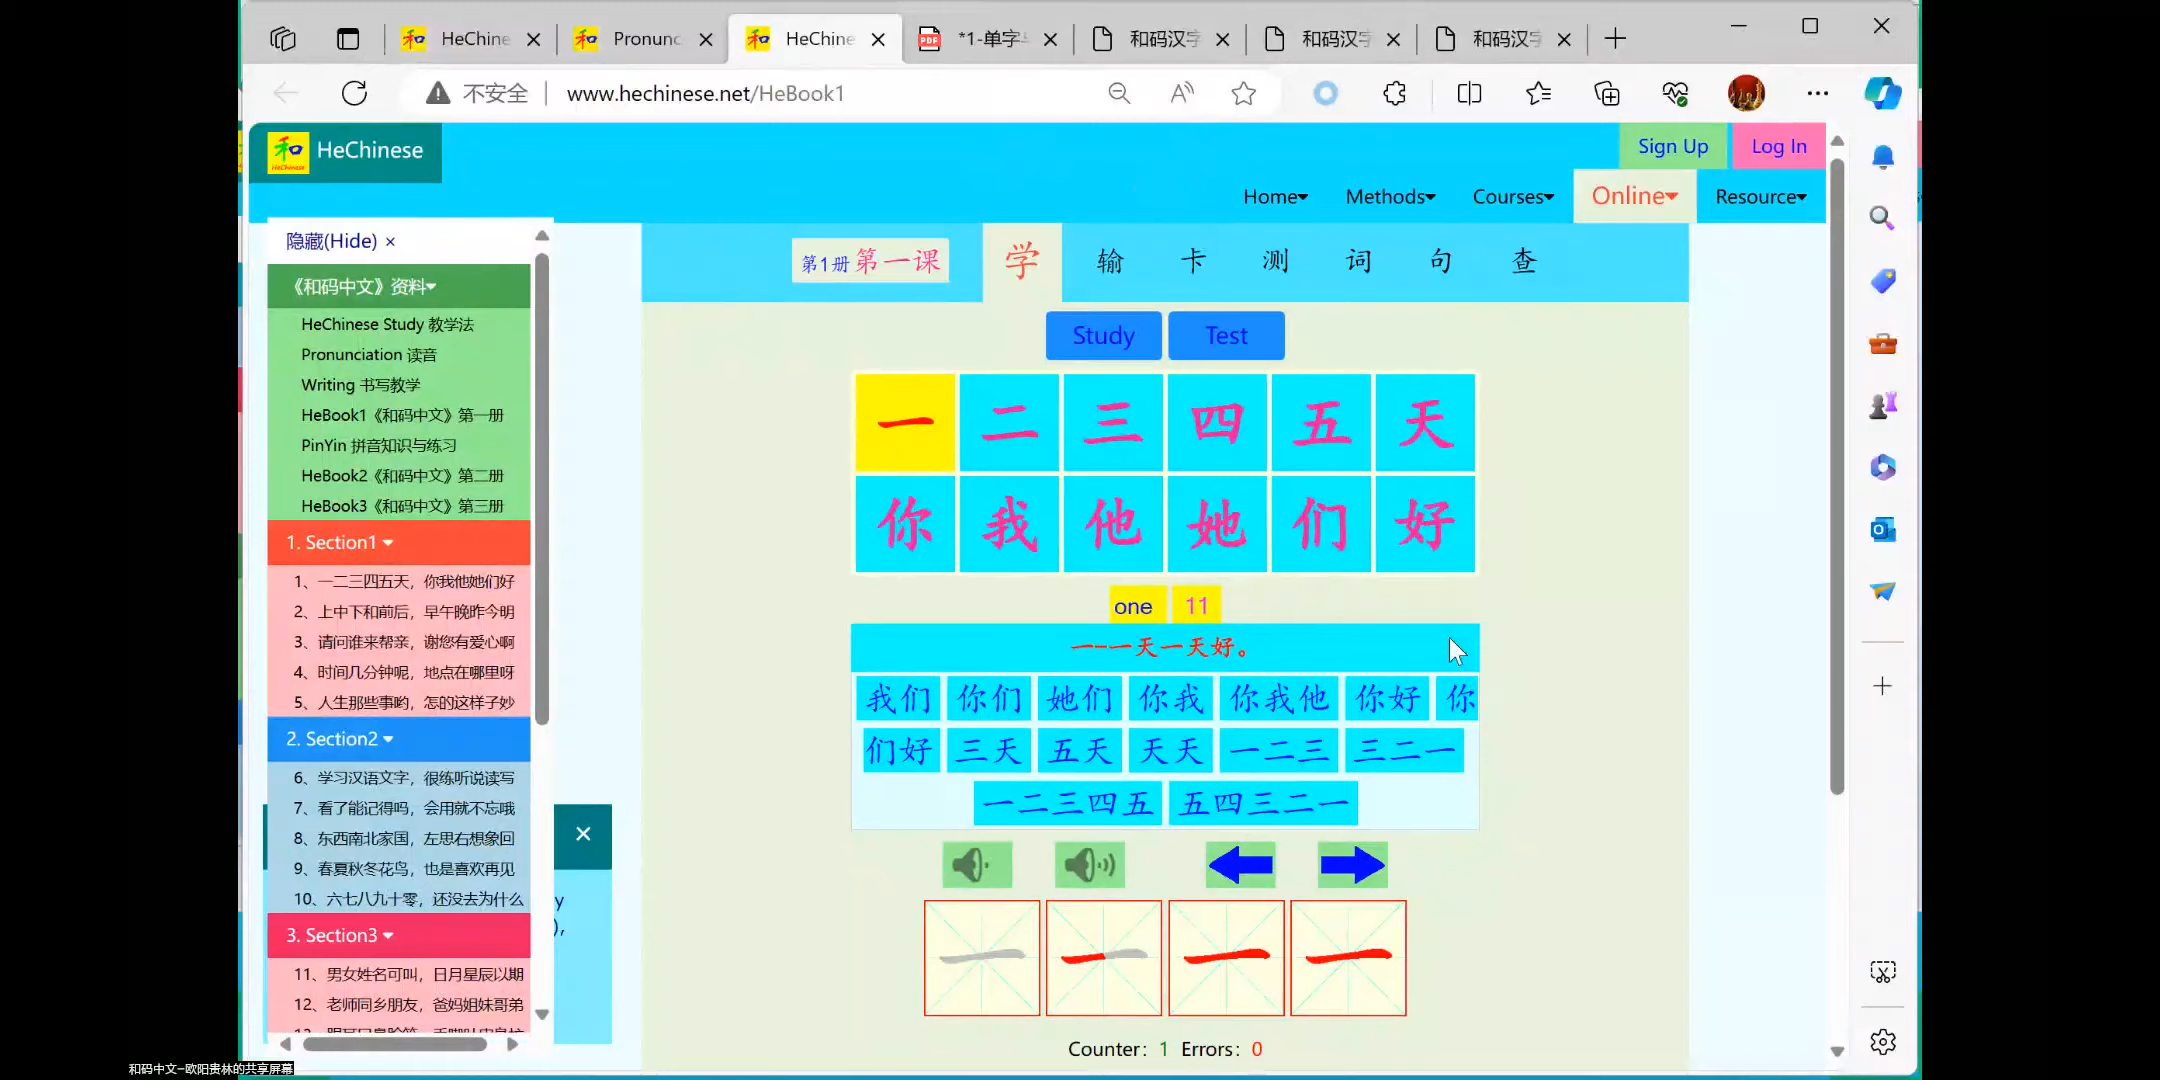 HeChine
Pronunc
HeChine
*1-单字
和码汉字
和码汉字
和码汉字
不安全 www.hechinese.net/HeBook1
和 HeChinese
HeChinese
Sign Up Log In
Home Methods Courses Online Resource
隐藏(Hide) ×
第1册 第一课 学 输 卡 测 词 句 查
《和码中文》资料
HeChinese Study 教学法
Pronunciation 读音
Writing 书写教学
HeBook1《和码中文》第一册
PinYin 拼音知识与练习
HeBook2《和码中文》第二册
HeBook3《和码中文》第三册
1. Section1
1、一二三四五天，你我他她们好
2、上中下和前后，早午晚昨今明
3、请问谁来帮亲，谢您有爱心啊
4、时间几分钟呢，地点在哪里呀
5、人生那些事哟，怎的这样子妙
2. Section2
6、学习汉语文字，很练听说读写
7、看了能记得吗，会用就不忘哦
8、东西南北家国，左思右想象回
9、春夏秋冬花鸟，也是喜欢再见
10、六七八九十零，还没去为什么
3. Section3
11、男女姓名可叫，日月星辰以期
12、老师同乡朋友，爸妈姐妹哥弟
Study Test
一 二 三 四 五 天
你 我 他 她 们 好
one 11
一--一天一天好。
我们 你们 她们 你我 你我他 你好 你
们好 三天 五天 天天 一二三 三二一
一二三四五 五四三二一
y
),
一 一 一 一
Counter: 1 Errors: 0
和码中文—欧阳贵林的共享屏幕